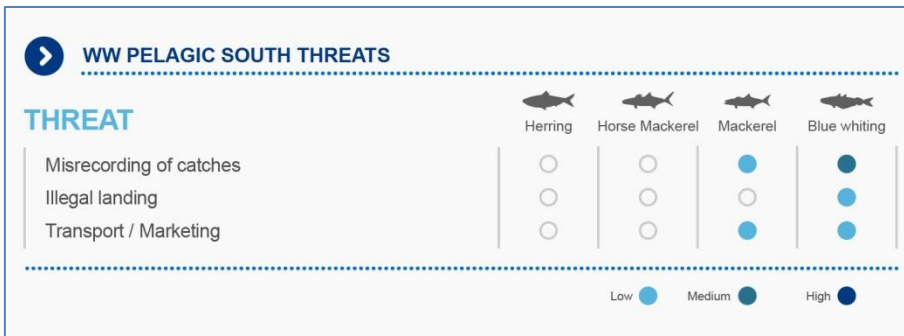 WW PELAGIC SOUTH THREATS
THREAT
Herring Horse Mackerel Mackerel Blue whiting
Misrecording of catches
Illegal landing
Transport / Marketing
Low Medium High